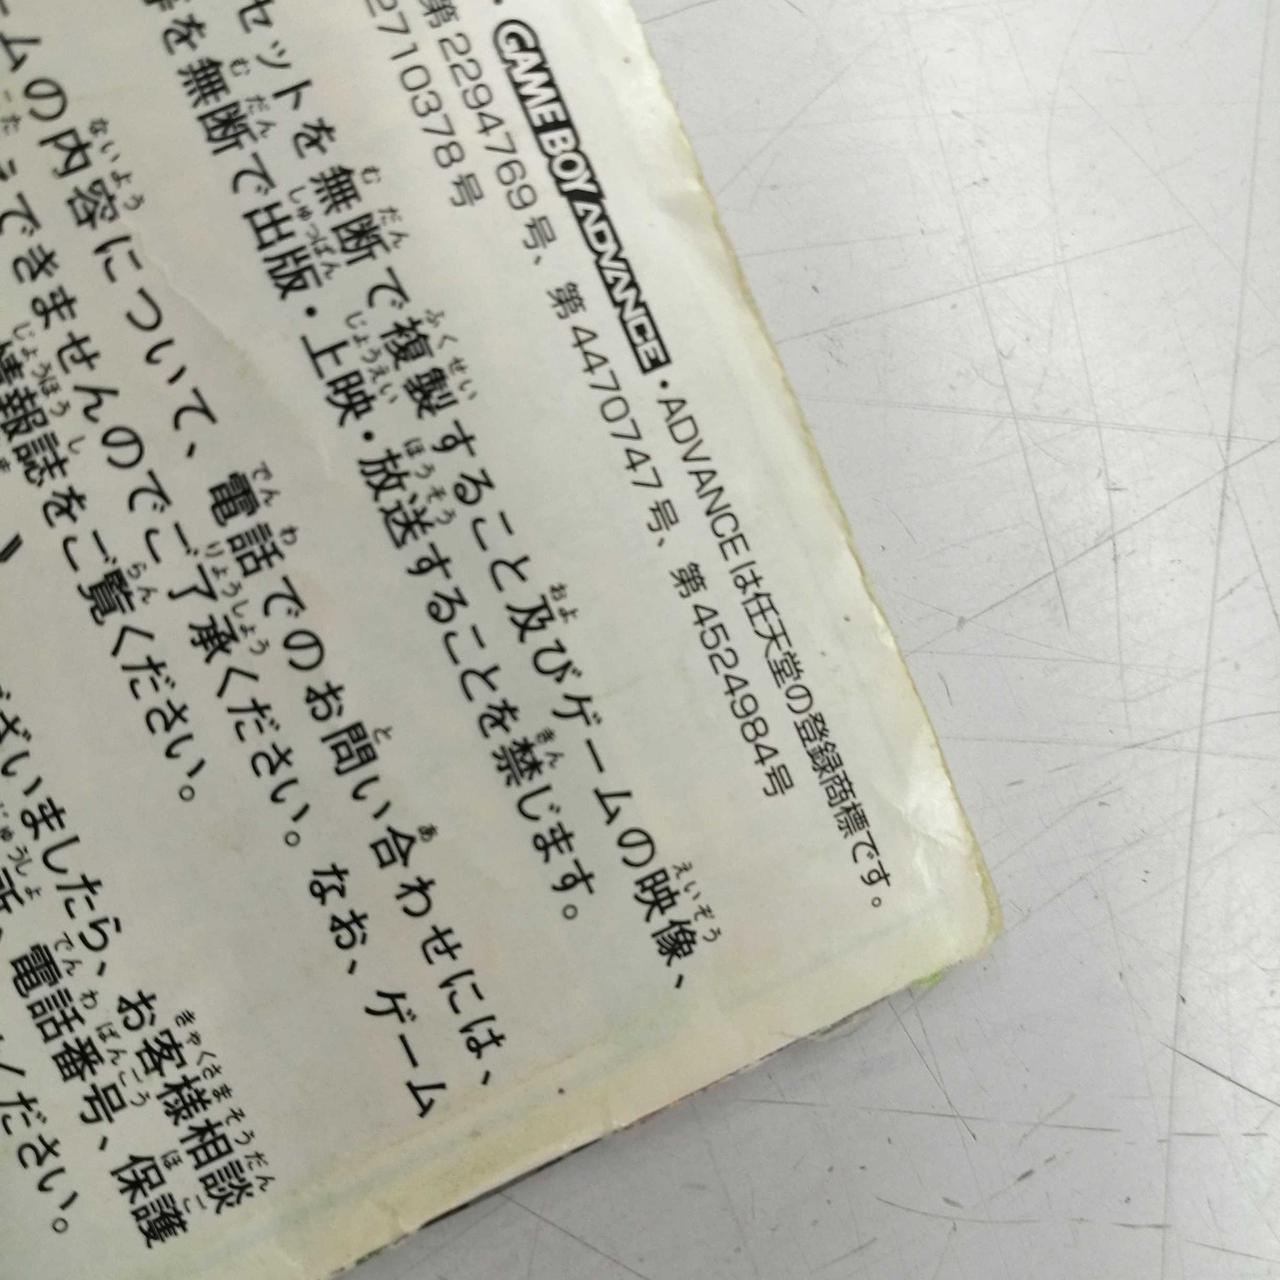 ・GAME BOY ADVANCE・ADVANCEは任天堂の登録商標です。
第2294769号、第4470747号、第4524984号
2710378号
セットを無断で複製すること及びゲームの映像、
を無断で出版・上映・放送することを禁じます。
ームの内容について、電話でのお問い合わせには、
できませんのでご了承ください。なお、ゲーム
情報誌をご覧ください。
ざいましたら、お客様相談
電話番号、保護
ください。